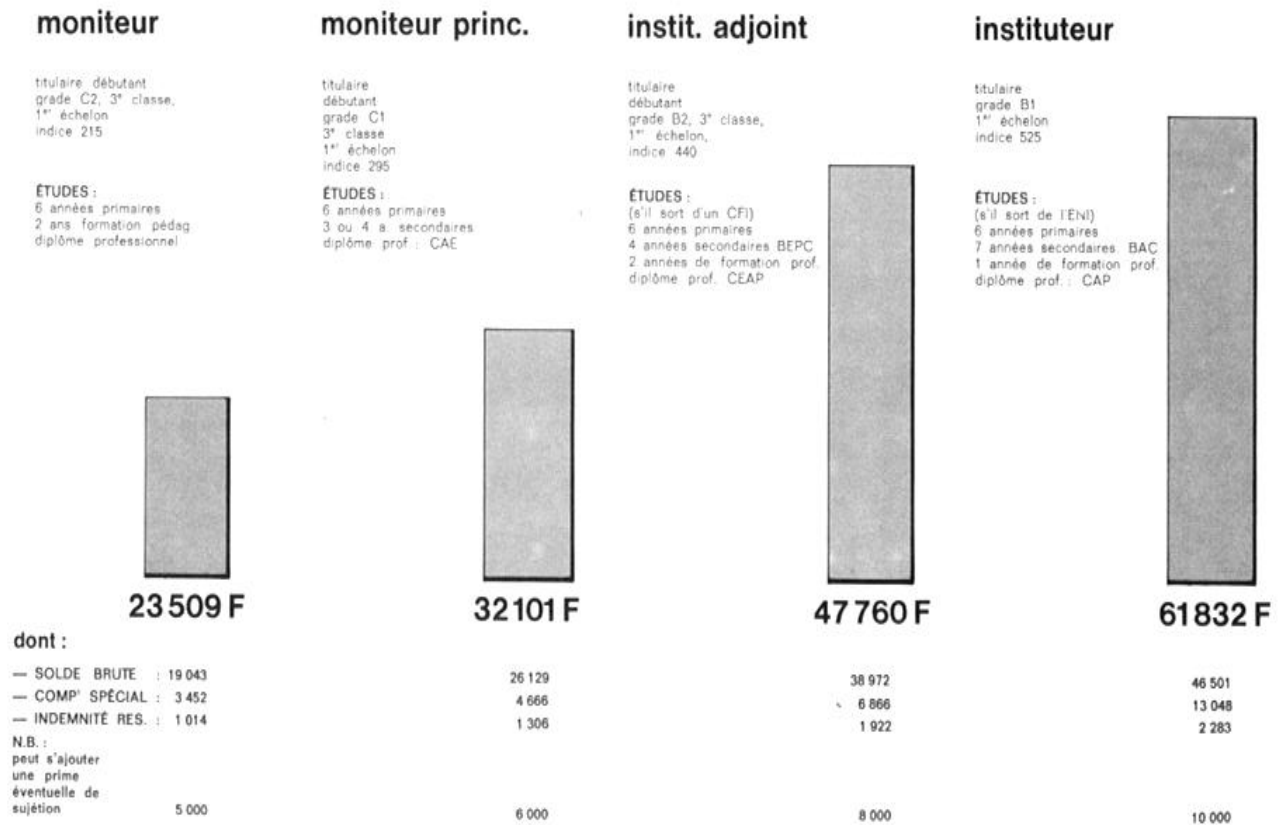 moniteur
titulaire débutant
grade C2, 3e classe,
1er échelon
indice 215
ÉTUDES :
6 années primaires
2 ans formation pédag.
diplôme professionnel
moniteur princ.
titulaire
débutant
grade C1
3e classe
1er échelon
indice 295
ÉTUDES :
6 années primaires
3 ou 4 a. secondaires
diplôme prof : CAE
instit. adjoint
titulaire
débutant
grade B2, 3e classe,
1er échelon,
indice 440
ÉTUDES :
(s'il sort d'un CFI)
6 années primaires
4 années secondaires BEPC
2 années de formation prof.
diplôme prof. CEAP
instituteur
titulaire
grade B1
1er échelon
indice 525
ÉTUDES :
(s'il sort de l'ENI)
6 années primaires
7 années secondaires. BAC
1 année de formation prof.
diplôme prof. : CAP
23 509 F 32 101 F 47 760 F 61 832 F
dont :
— SOLDE BRUTE : 19 043 26 129 38 972 46 501
— COMPt SPÉCIAL : 3 452 4 666 6 866 13 048
— INDEMNITÉ RES. : 1 014 1 306 1 922 2 283
N.B. :
peut s'ajouter
une prime
éventuelle de
sujétion 5 000 6 000 8 000 10 000